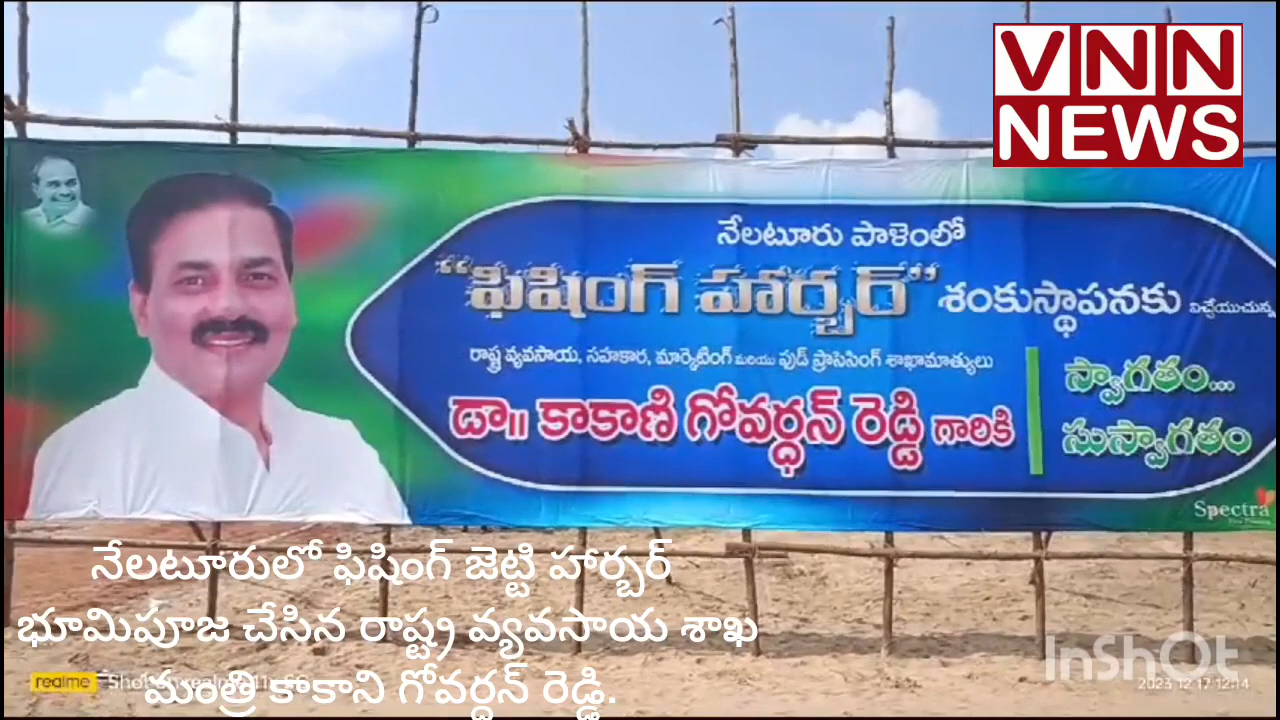 VNN
NEWS
నేలటూరు పాళెంలో
"ఫిషింగ్ హార్బర్" శంకుస్థాపనకు విచ్చేయుచున్న
రాష్ట్ర వ్యవసాయ, సహకార, మార్కెటింగ్ మరియు ఫుడ్ ప్రాసెసింగ్ శాఖామాత్యులు
డా॥ కాకాణి గోవర్ధన్ రెడ్డి గారికి
స్వాగతం...
సుస్వాగతం
Spectra
నేలటూరులో ఫిషింగ్ జెట్టి హార్బర్
భూమిపూజ చేసిన రాష్ట్ర వ్యవసాయ శాఖ
మంత్రి కాకాని గోవర్ధన్ రెడ్డి.
InShOt
realme
2023 12 17 12:14